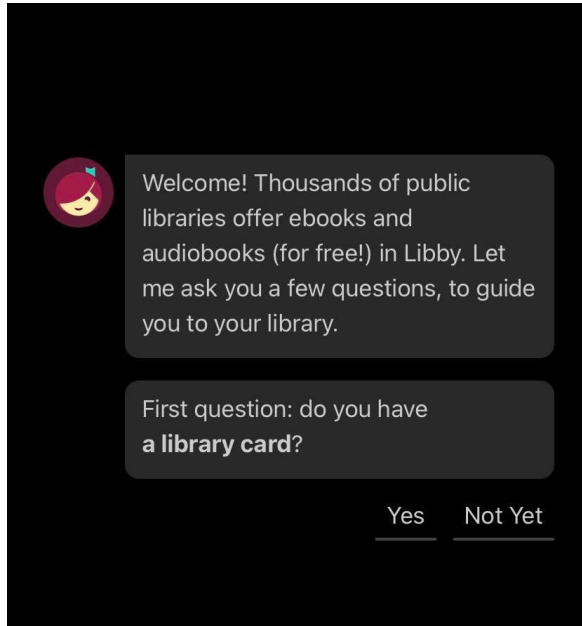 Welcome! Thousands of public
libraries offer ebooks and
audiobooks (for free!) in Libby. Let
me ask you a few questions, to guide
you to your library.
First question: do you have
a library card?
Yes Not Yet